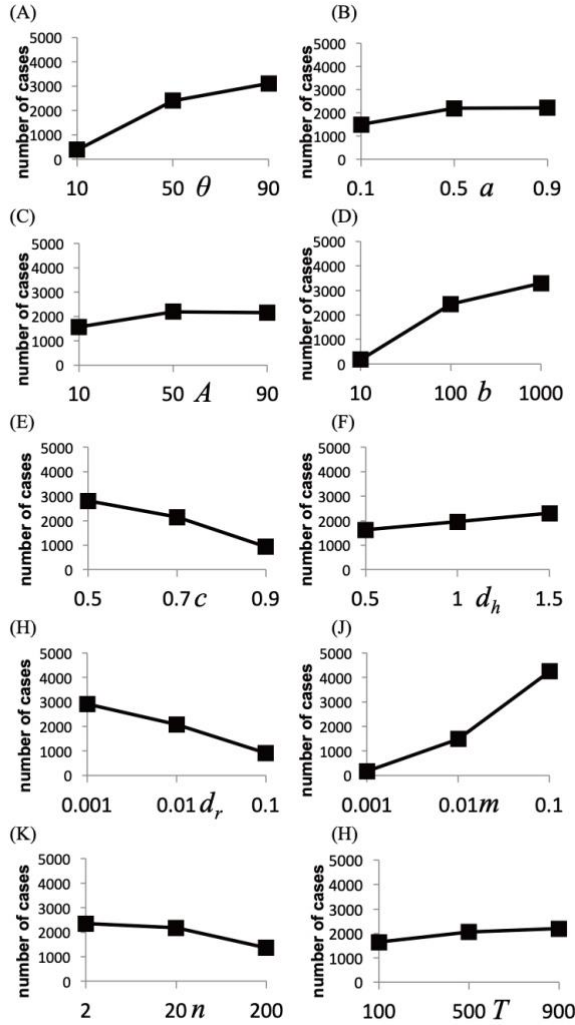 (A)
number of cases
5000
4000
3000
2000
1000
0
10 50 θ 90
(B)
number of cases
5000
4000
3000
2000
1000
0
0.1 0.5 a 0.9
(C)
number of cases
5000
4000
3000
2000
1000
0
10 50 A 90
(D)
number of cases
5000
4000
3000
2000
1000
0
10 100 b 1000
(E)
number of cases
5000
4000
3000
2000
1000
0
0.5 0.7 c 0.9
(F)
number of cases
5000
4000
3000
2000
1000
0
0.5 1 d_h 1.5
(H)
number of cases
5000
4000
3000
2000
1000
0
0.001 0.01 d_r 0.1
(J)
number of cases
5000
4000
3000
2000
1000
0
0.001 0.01 m 0.1
(K)
number of cases
5000
4000
3000
2000
1000
0
2 20 n 200
(H)
number of cases
5000
4000
3000
2000
1000
0
100 500 T 900